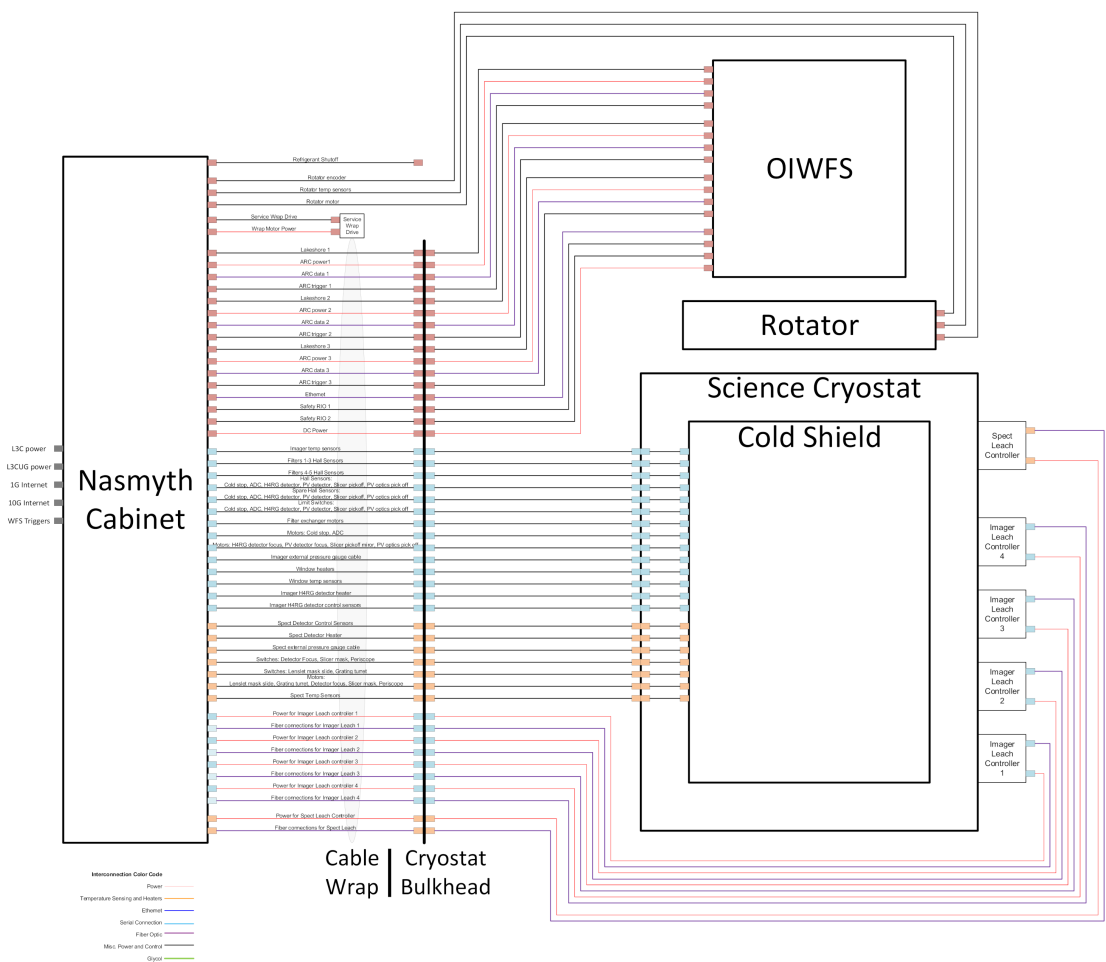 OIWFS
Refrigerant Shutoff
Rotator encoder
Rotator temp sensors
Rotator motor
Service Wrap Drive
Wrap Motor Power
Service
Wrap
Drive
Lakeshore 1
ARC power1
ARC data 1
ARC trigger 1
Lakeshore 2
ARC power 2
ARC data 2
ARC trigger 2
Lakeshore 3
ARC power 3
ARC data 3
ARC trigger 3
Ethernet
Safety RIO 1
Safety RIO 2
DC Power
Rotator
Science Cryostat
Cold Shield
L3C power
L3CUG power
1G Internet
10G Internet
WFS Triggers
Nasmyth
Cabinet
Imager temp sensors
Filters 1-3 Hall Sensors
Filters 4-5 Hall Sensors
Hall Sensors:
Cold stop, ADC, H4RG detector, PV detector, Slicer pickoff, PV optics pick off
Spare Hall Sensors:
Cold stop, ADC, H4RG detector, PV detector, Slicer pickoff, PV optics pick off
Limit Switches:
Cold stop, ADC, H4RG detector, PV detector, Slicer pickoff, PV optics pick off
Filter exchanger motors
Motors: Cold stop, ADC
Motors: H4RG detector focus, PV detector focus, Slicer pickoff mirror, PV optics pick off
Imager external pressure gauge cable
Window heaters
Window temp sensors
Imager H4RG detector heater
Imager H4RG detector control sensors
Spect Detector Control Sensors
Spect Detector Heater
Spect external pressure gauge cable
Switches: Detector Focus, Slicer mask, Periscope
Switches: Lenslet mask slide, Grating turret
Motors:
Lenslet mask slide, Grating turret, Detector focus, Slicer mask, Periscope
Spect Temp Sensors
Power for Imager Leach controller 1
Fiber connections for Imager Leach 1
Power for Imager Leach controller 2
Fiber connections for Imager Leach 2
Power for Imager Leach controller 3
Fiber connections for Imager Leach 3
Power for Imager Leach controller 4
Fiber connections for Imager Leach 4
Power for Spect Leach Controller
Fiber connections for Spect Leach
Spect
Leach
Controller
Imager
Leach
Controller
4
Imager
Leach
Controller
3
Imager
Leach
Controller
2
Imager
Leach
Controller
1
Cable
Wrap
Cryostat
Bulkhead
Interconnection Color Code
Power
Temperature Sensing and Heaters
Ethernet
Serial Connection
Fiber Optic
Misc. Power and Control
Glycol